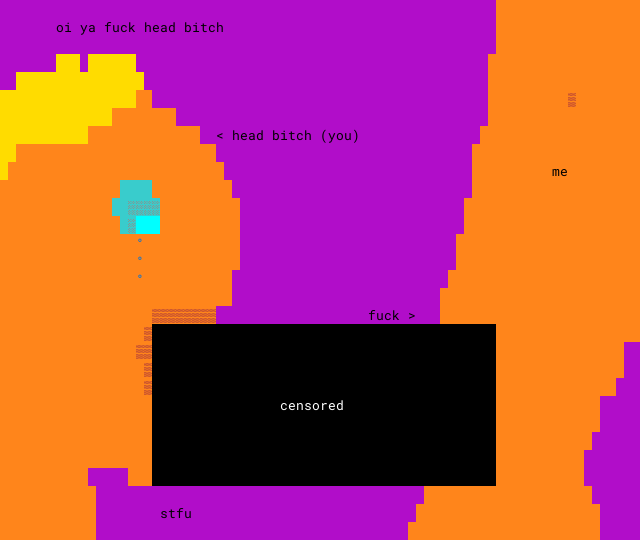 oi ya fuck head bitch
< head bitch (you)
me
fuck >
censored
stfu